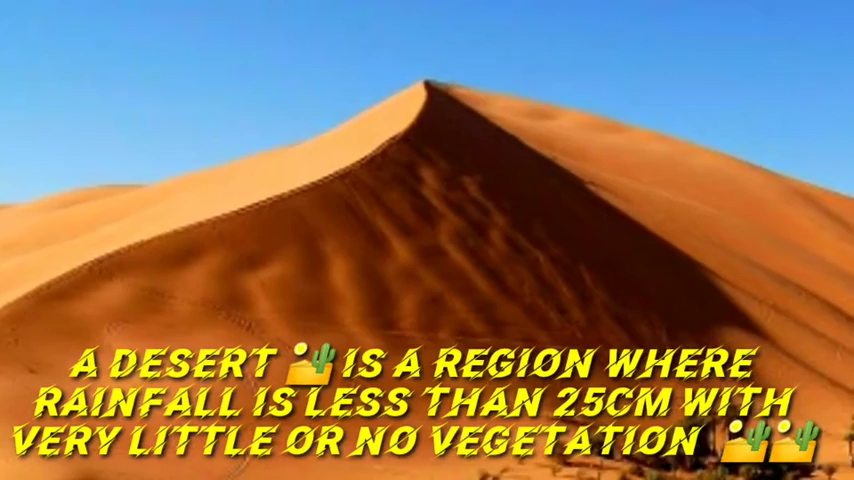 A DESERT 🏜️ IS A REGION WHERE
RAINFALL IS LESS THAN 25CM WITH
VERY LITTLE OR NO VEGETATION 🏜️🏜️